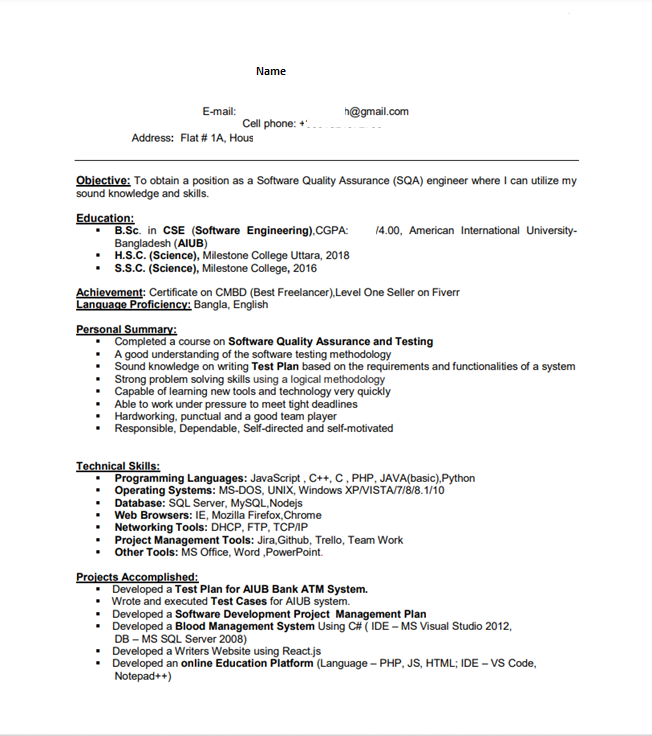 Name
E-mail: h@gmail.com
Cell phone: +
Address: Flat # 1A, Hous
Objective: To obtain a position as a Software Quality Assurance (SQA) engineer where I can utilize my
sound knowledge and skills.
Education:
▪ B.Sc. in CSE (Software Engineering),CGPA: /4.00, American International University-
Bangladesh (AIUB)
▪ H.S.C. (Science), Milestone College Uttara, 2018
▪ S.S.C. (Science), Milestone College, 2016
Achievement: Certificate on CMBD (Best Freelancer),Level One Seller on Fiverr
Language Proficiency: Bangla, English
Personal Summary:
▪ Completed a course on Software Quality Assurance and Testing
▪ A good understanding of the software testing methodology
▪ Sound knowledge on writing Test Plan based on the requirements and functionalities of a system
▪ Strong problem solving skills using a logical methodology
▪ Capable of learning new tools and technology very quickly
▪ Able to work under pressure to meet tight deadlines
▪ Hardworking, punctual and a good team player
▪ Responsible, Dependable, Self-directed and self-motivated
Technical Skills:
▪ Programming Languages: JavaScript , C++, C , PHP, JAVA(basic),Python
▪ Operating Systems: MS-DOS, UNIX, Windows XP/VISTA/7/8/8.1/10
▪ Database: SQL Server, MySQL,Nodejs
▪ Web Browsers: IE, Mozilla Firefox,Chrome
▪ Networking Tools: DHCP, FTP, TCP/IP
▪ Project Management Tools: Jira,Github, Trello, Team Work
▪ Other Tools: MS Office, Word ,PowerPoint.
Projects Accomplished:
▪ Developed a Test Plan for AIUB Bank ATM System.
▪ Wrote and executed Test Cases for AIUB system.
▪ Developed a Software Development Project Management Plan
▪ Developed a Blood Management System Using C# ( IDE – MS Visual Studio 2012,
DB – MS SQL Server 2008)
▪ Developed a Writers Website using React.js
▪ Developed an online Education Platform (Language – PHP, JS, HTML; IDE – VS Code,
Notepad++)